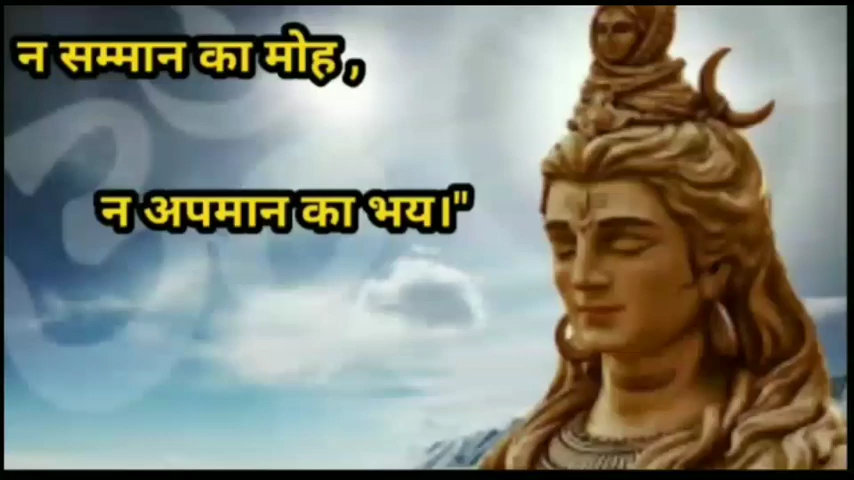 न सम्मान का मोह ,
न अपमान का भय।"